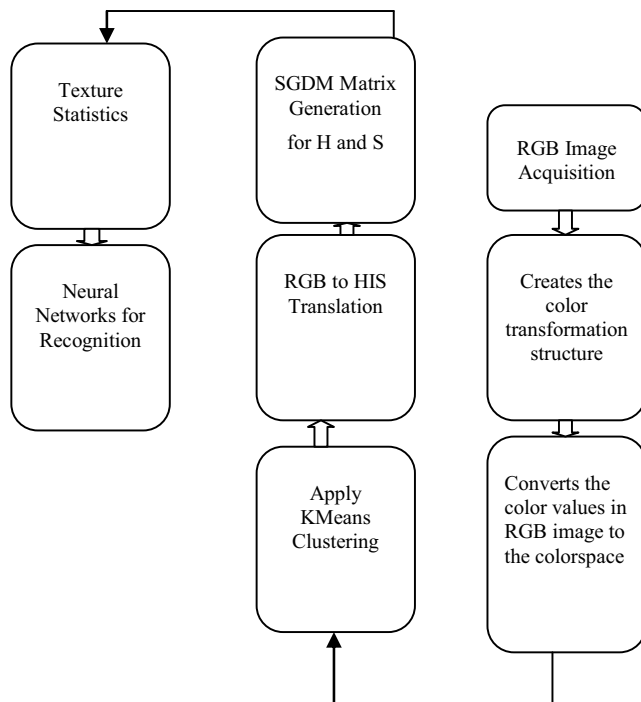 Texture
Statistics
Neural
Networks for
Recognition
SGDM Matrix
Generation
for H and S
RGB to HIS
Translation
Apply
KMeans
Clustering
RGB Image
Acquisition
Creates the
color
transformation
structure
Converts the
color values in
RGB image to
the colorspace